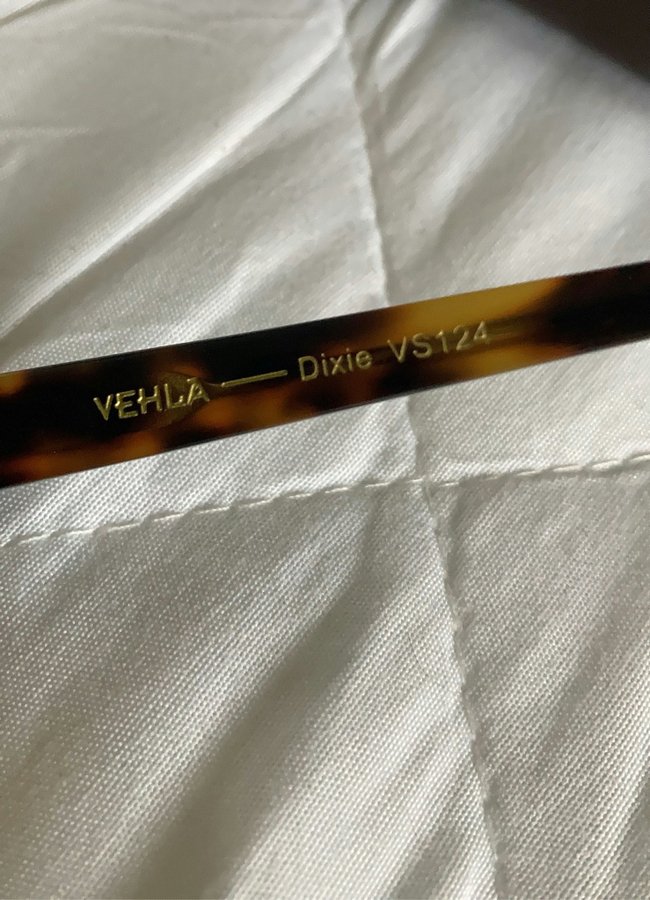 VEHLA — Dixie VS124